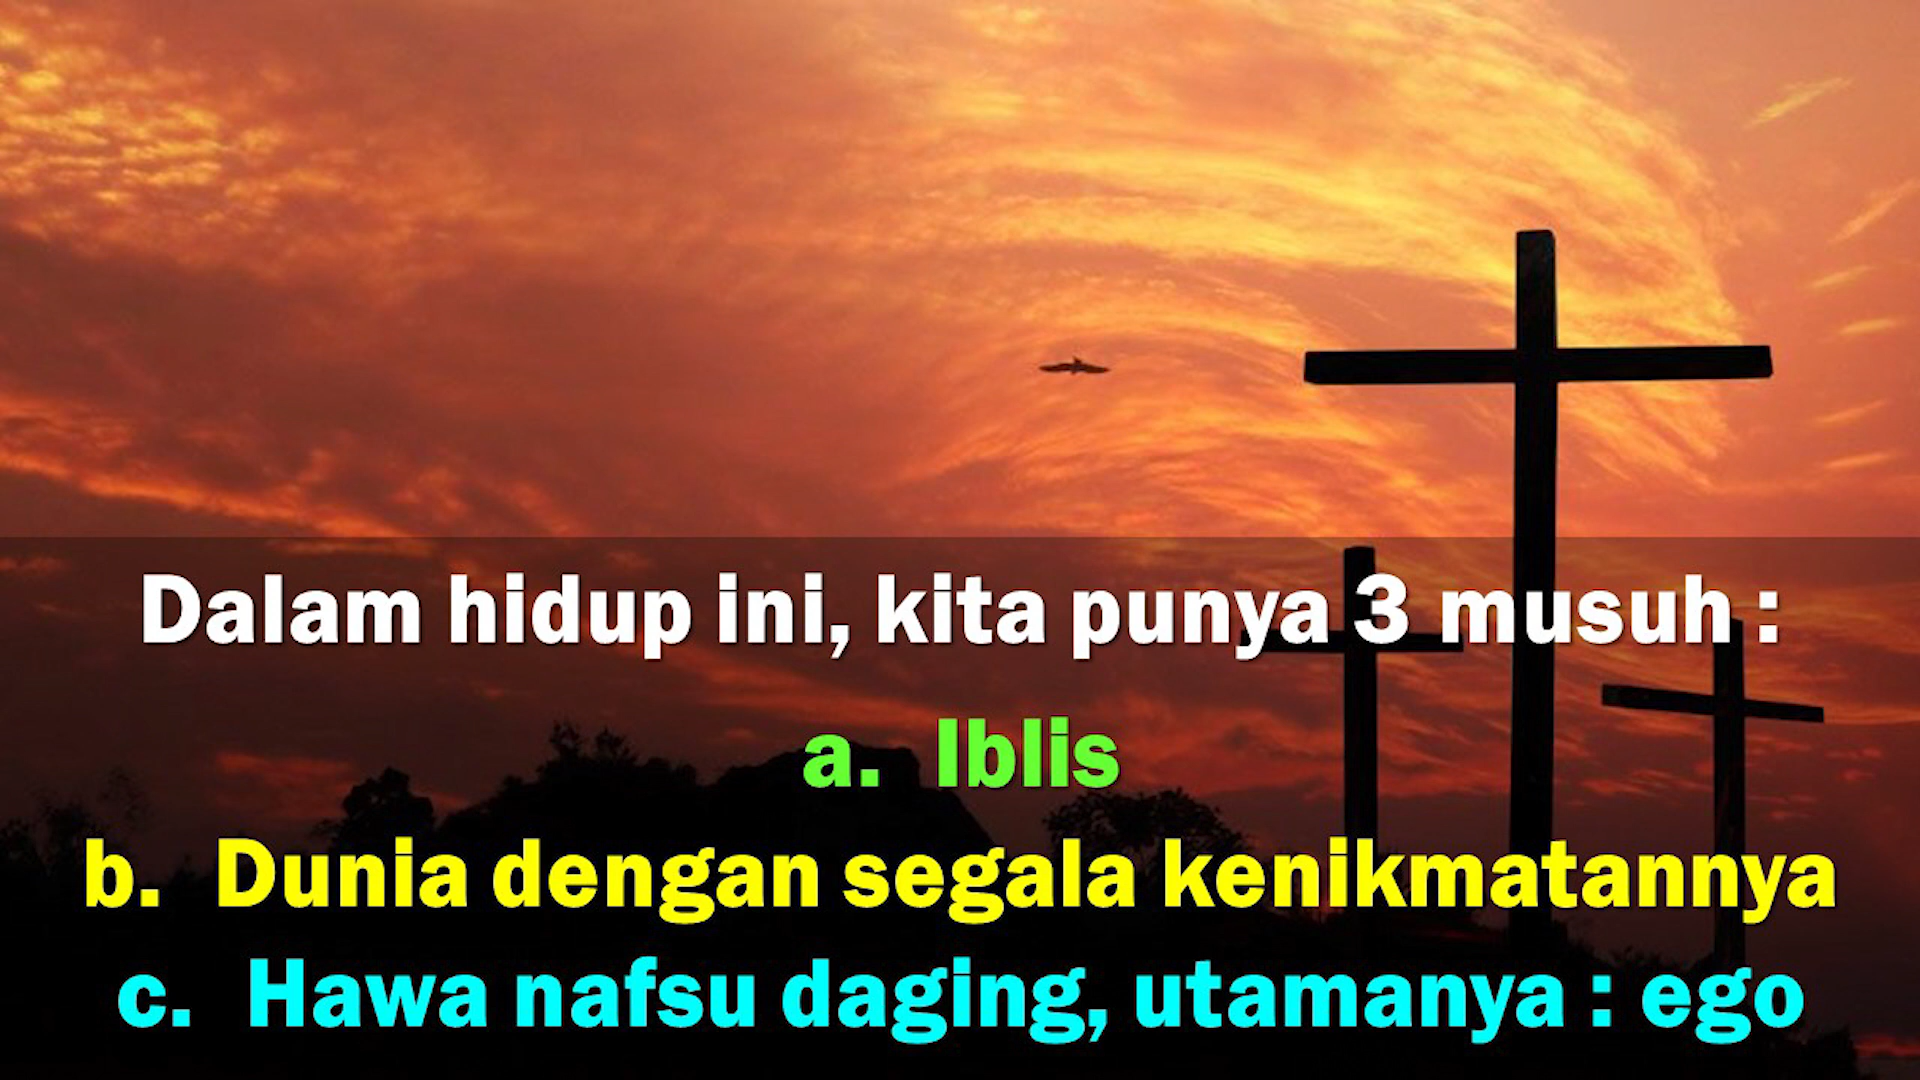 Dalam hidup ini, kita punya 3 musuh :
a. Iblis
b. Dunia dengan segala kenikmatannya
c. Hawa nafsu daging, utamanya : ego